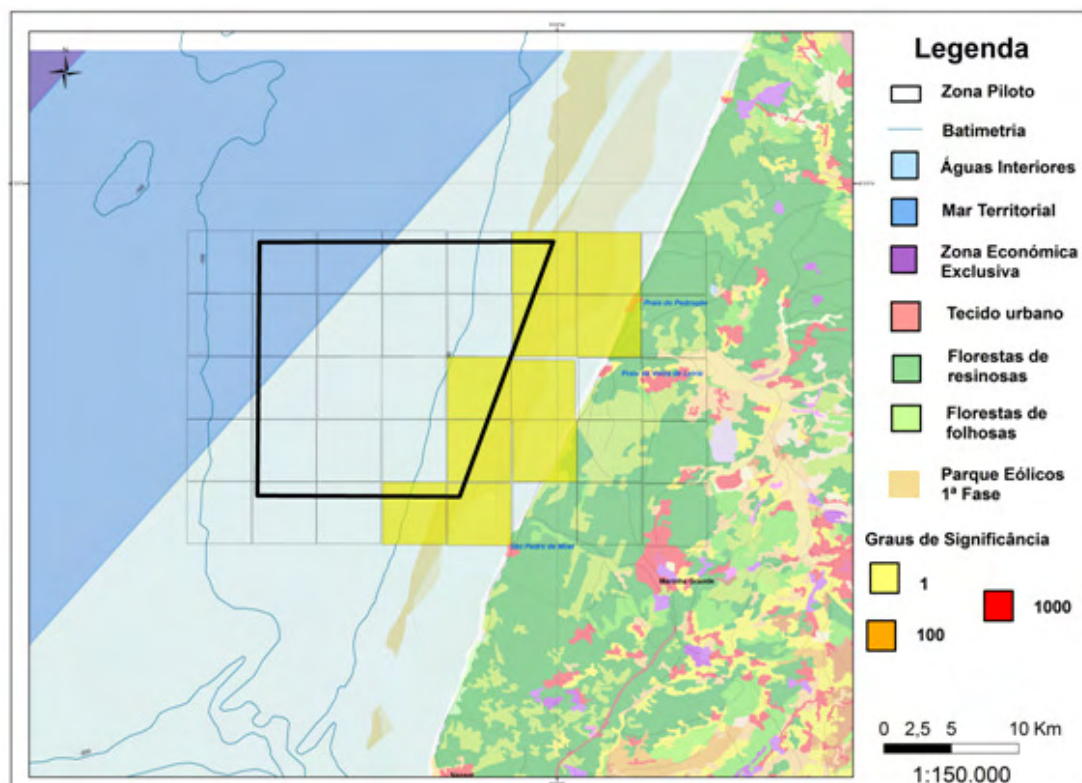 N
Legenda
Zona Piloto
Batimetria
Águas Interiores
Mar Territorial
Zona Económica
Exclusiva
Tecido urbano
Florestas de
resinosas
Florestas de
folhosas
Parque Eólicos
1ª Fase
Graus de Significância
1
1000
100
0 2,5 5 10 Km
1:150.000
Praia do Pedrogão
Praia da Vieira de Leiria
São Pedro de Moel
Marinha Grande
Nazaré